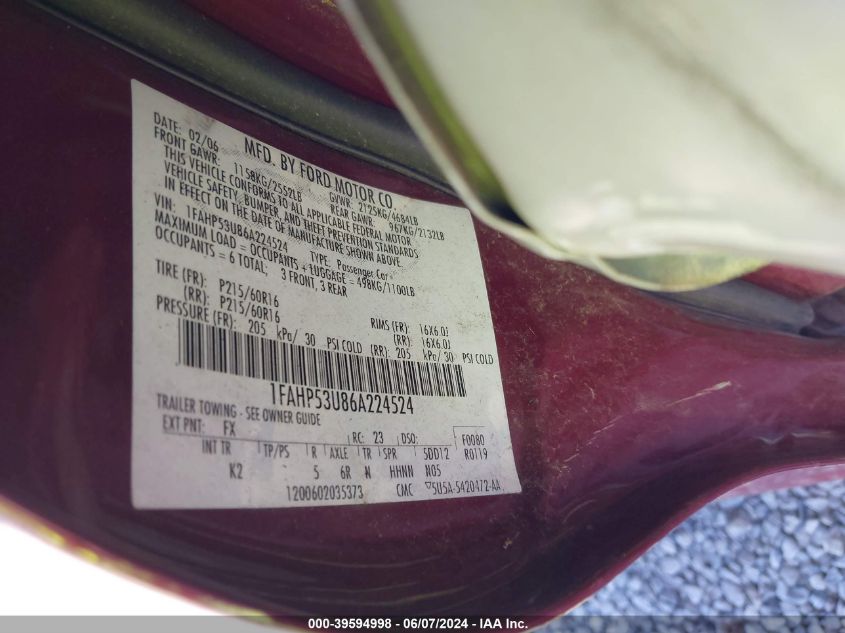 MFD. BY FORD MOTOR CO
DATE: 02/06 GVWR: 2125KG/4684LB
FRONT GAWR: 1158KG/2552LB REAR GAWR: 967KG/2132LB
THIS VEHICLE CONFORMS TO ALL APPLICABLE FEDERAL MOTOR
VEHICLE SAFETY, BUMPER, AND THEFT PREVENTION STANDARDS
IN EFFECT ON THE DATE OF MANUFACTURE SHOWN ABOVE
VIN: 1FAHP53U86A224524 TYPE: Passenger Car
MAXIMUM LOAD = OCCUPANTS + LUGGAGE = 498KG/1100LB
OCCUPANTS = 6 TOTAL; 3 FRONT, 3 REAR
TIRE (FR): P215/60R16 RIMS (FR): 16X6.0J
(RR): P215/60R16 (RR): 16X6.0J
PRESSURE (FR): 205 kPa/ 30 PSI COLD (RR): 205 kPa/ 30 PSI COLD
1FAHP53U86A224524
TRAILER TOWING - SEE OWNER GUIDE
EXT PNT: FX RC: 23 DSO: F0080
INT TR TP/PS R AXLE TR SPR 5DD12 R0119
K2 5 6R N HHNN N05
1200602035373 CMC ▽5U5A-5420472-AA
000-39594998 - 06/07/2024 - IAA Inc.